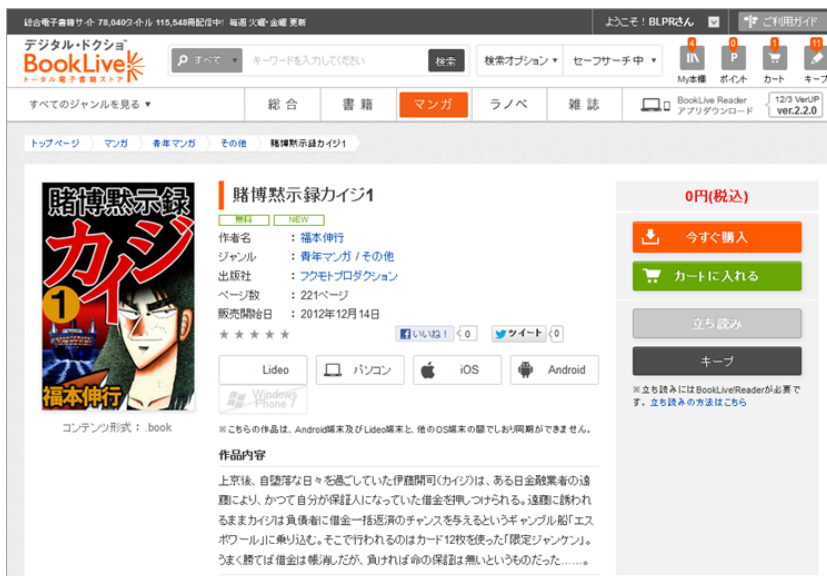 総合電子書籍サイト 78,040タイトル 115,548冊配信中! 毎週 火曜・金曜 更新
ようこそ！BLPRさん
ご利用ガイド
デジタル・ドクショ
BookLive
トータル電子書籍ストア
すべて
キーワードを入力してください
検索
検索オプション
セーフサーチ中
4
My本棚
0
P
ポイント
1
カート
11
キープ
すべてのジャンルを見る
総合
書籍
マンガ
ラノベ
雑誌
BookLive Reader
アプリダウンロード
12/3 VerUP
ver.2.2.0
トップページ
マンガ
青年マンガ
その他
賭博黙示録カイジ1
賭博黙示録
カイジ
1
福本伸行
コンテンツ形式：.book
賭博黙示録カイジ1
無料
NEW
作者名 ：福本伸行
ジャンル ：青年マンガ / その他
出版社 ：フクモトプロダクション
ページ数 ：221ページ
販売開始日 ：2012年12月14日
いいね！ 0
ツイート 0
Lideo
パソコン
iOS
Android
Windows
Phone 7
※こちらの作品は、Android端末及びLideo端末と、他のOS端末の間でしおり同期ができません。
作品内容
上京後、自堕落な日々を過ごしていた伊藤開司(カイジ)は、ある日金融業者の遠
藤により、かつて自分が保証人になっていた借金を押しつけられる。遠藤に誘われ
るままカイジは負債者に借金一括返済のチャンスを与えるというギャンブル船「エス
ポワール」に乗り込む。そこで行われるのはカード12枚を使った「限定ジャンケン」。
うまく勝てば借金は帳消しだが、負ければ命の保証は無いというものだった……。
0円(税込)
今すぐ購入
カートに入れる
立ち読み
キープ
※立ち読みにはBookLive!Readerが必要で
す。立ち読みの方法はこちら